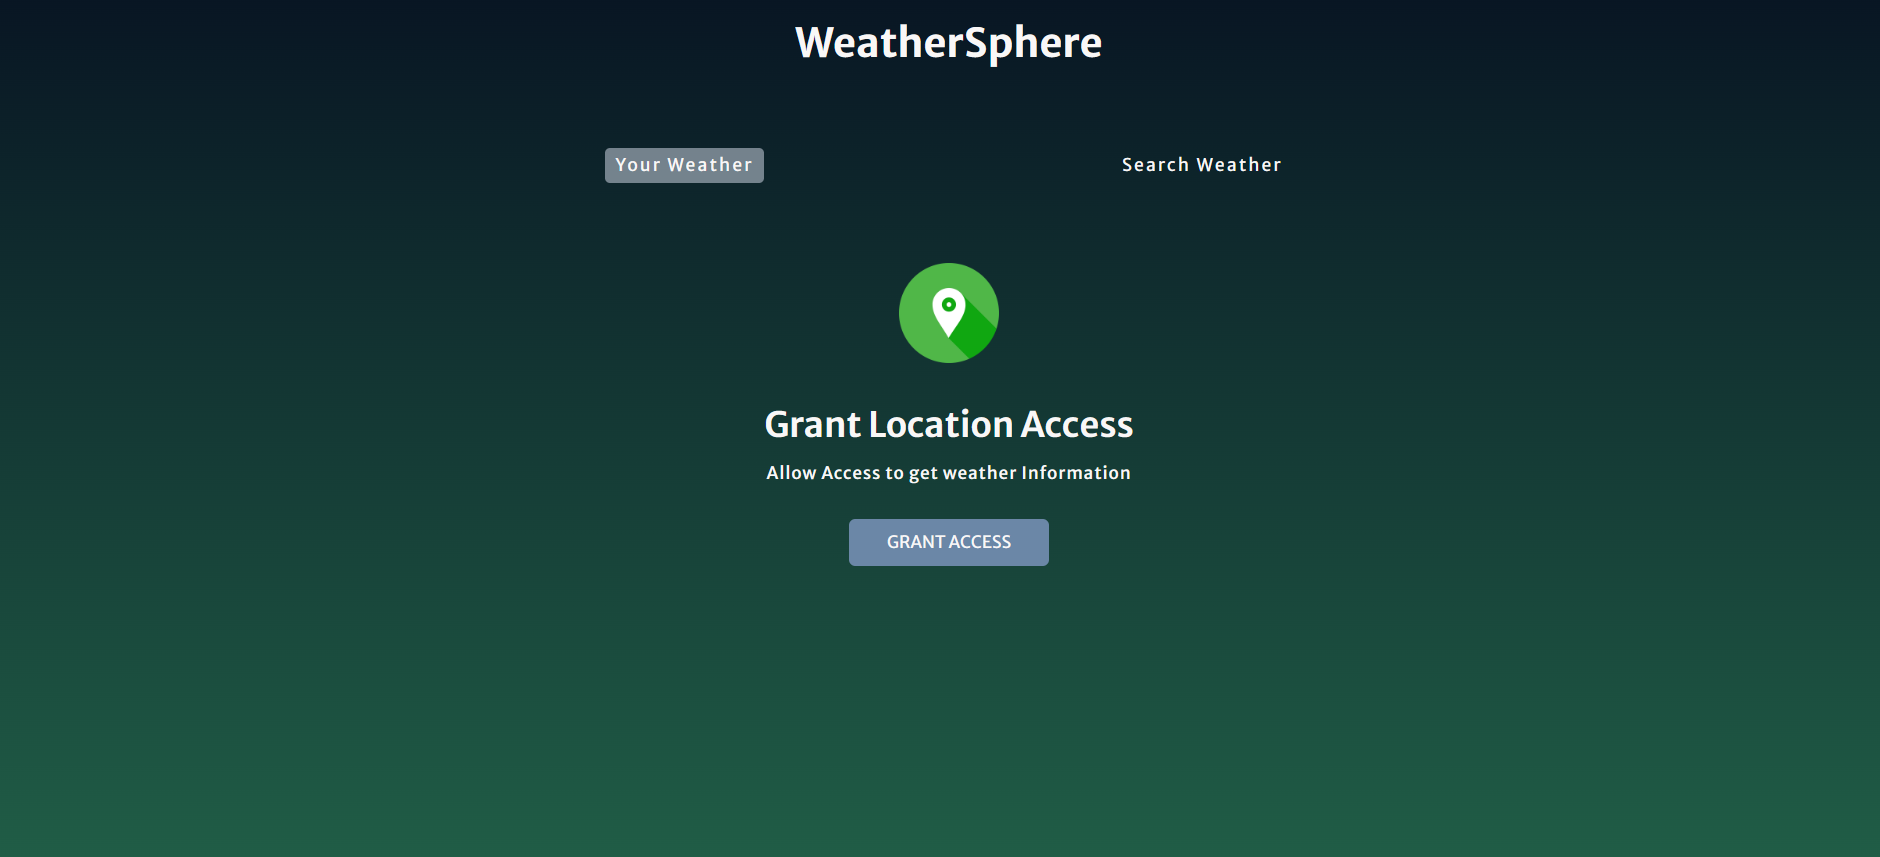 WeatherSphere
Your Weather
Search Weather
Grant Location Access
Allow Access to get weather Information
GRANT ACCESS